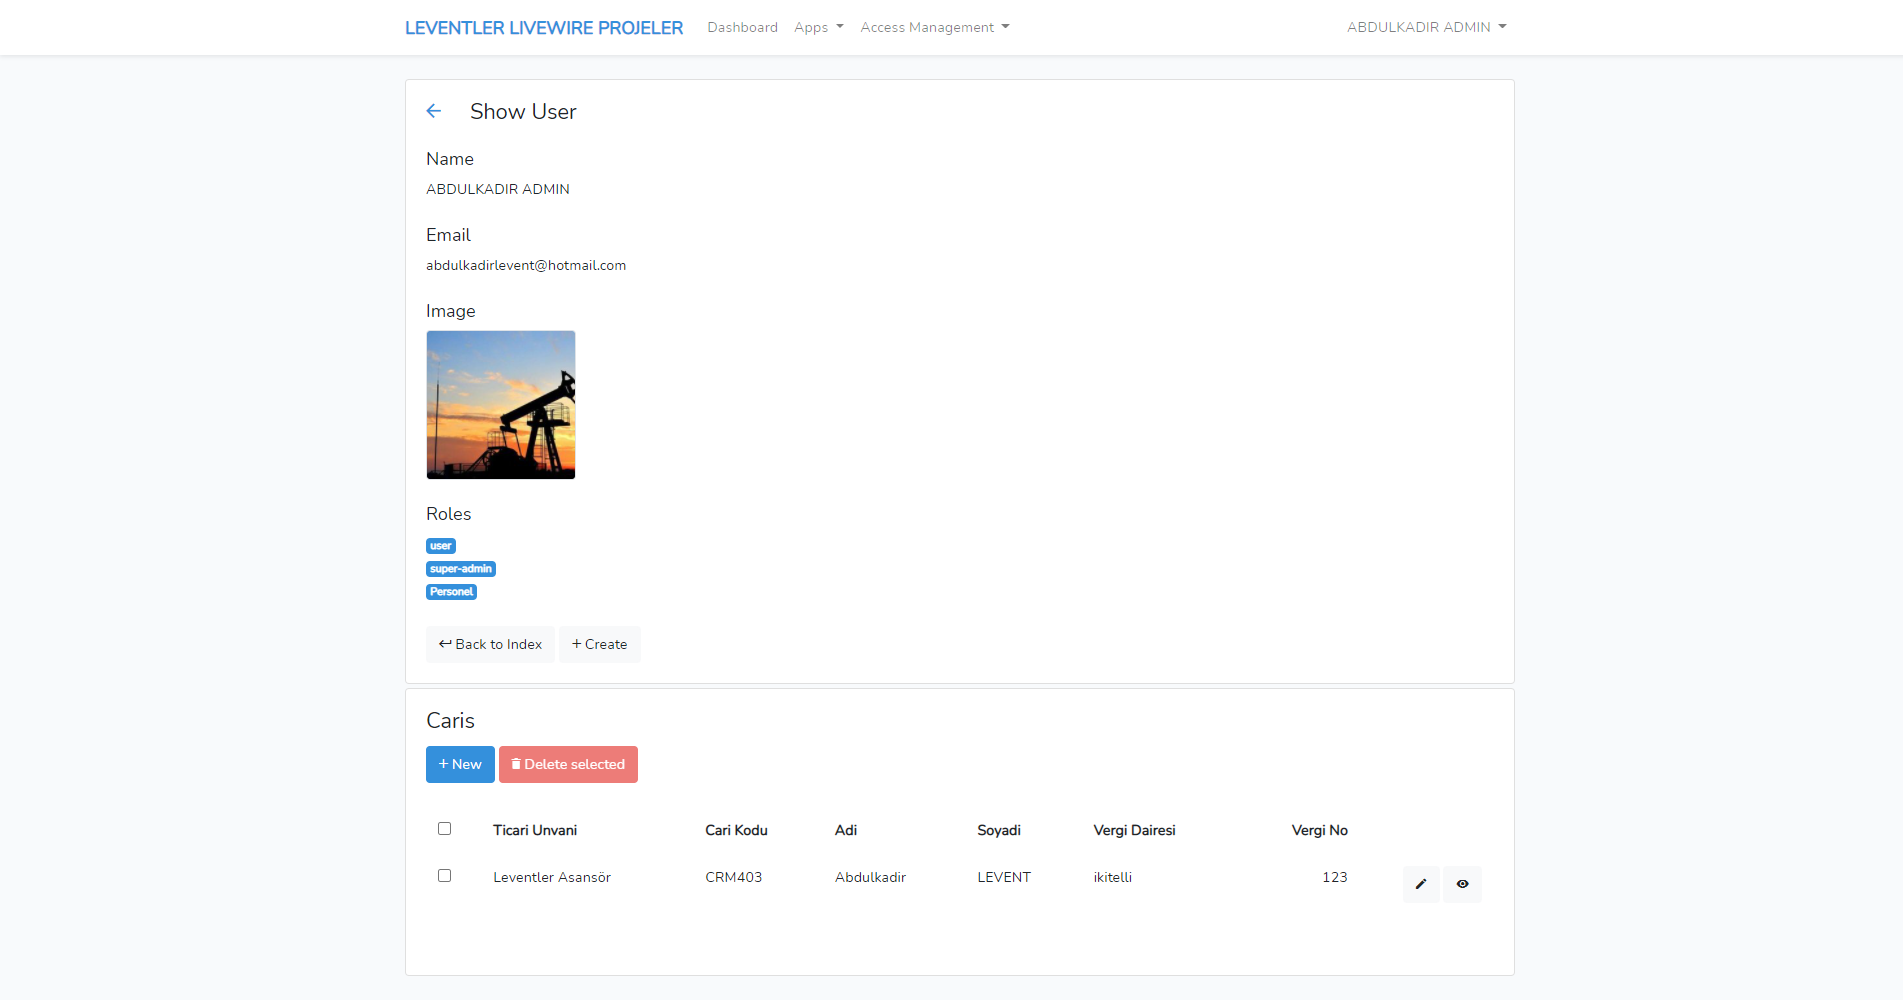 LEVENTLER LIVEWIRE PROJELER Dashboard Apps Access Management ABDULKADIR ADMIN
Show User
Name
ABDULKADIR ADMIN
Email
abdulkadirlevent@hotmail.com
Image
Roles
user
super-admin
Personel
Back to Index Create
Caris
New Delete selected
Ticari Unvani Cari Kodu Adi Soyadi Vergi Dairesi Vergi No
Leventler Asansör CRM403 Abdulkadir LEVENT ikitelli 123